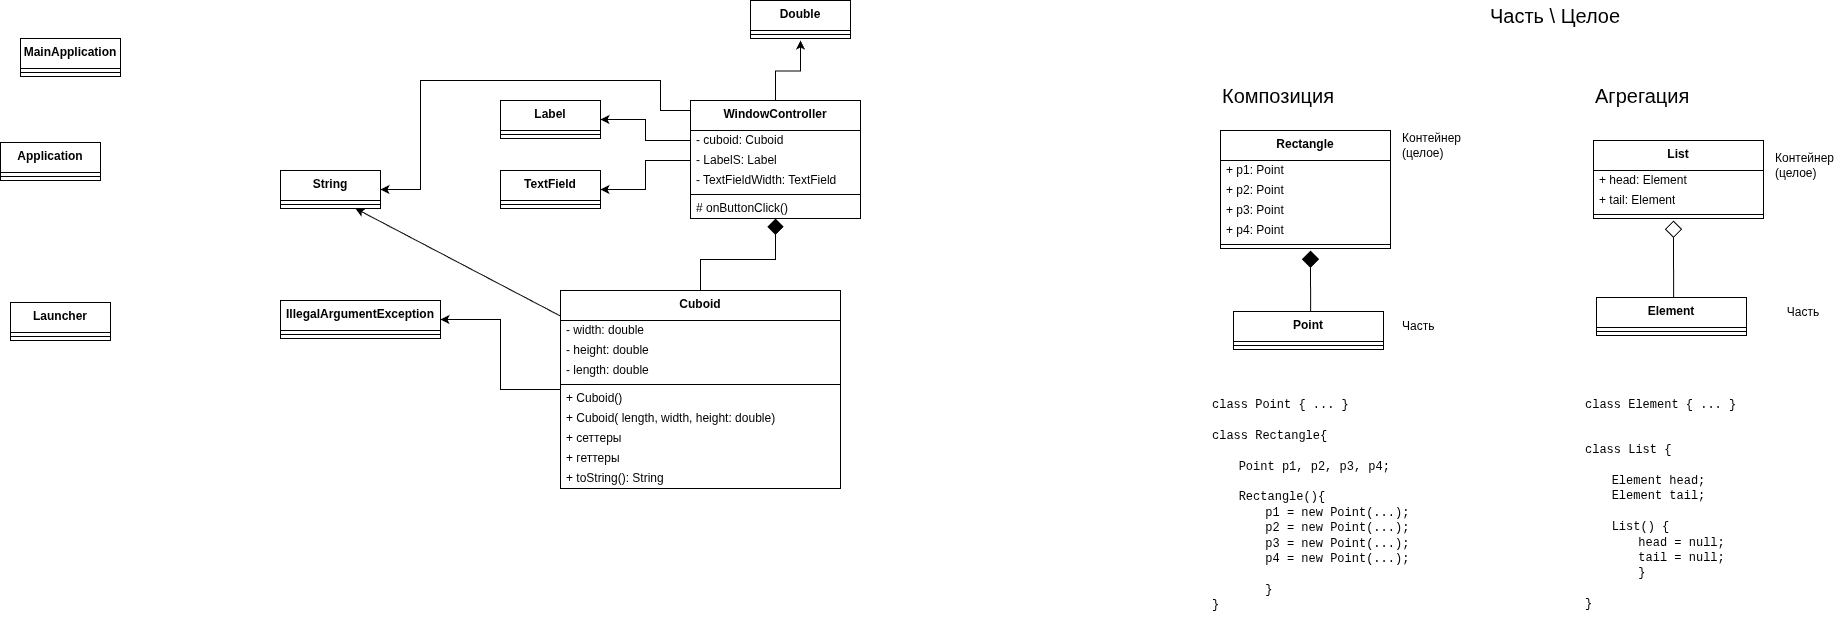 MainApplication
Application
Launcher
String
IllegalArgumentException
Label
TextField
Double
WindowController
- cuboid: Cuboid
- LabelS: Label
- TextFieldWidth: TextField
# onButtonClick()
Cuboid
- width: double
- height: double
- length: double
+ Cuboid()
+ Cuboid( length, width, height: double)
+ сеттеры
+ геттеры
+ toString(): String
Часть \ Целое
Композиция
Rectangle
+ p1: Point
+ p2: Point
+ p3: Point
+ p4: Point
Контейнер
(целое)
Point
Часть
class Point { ... }
class Rectangle{
Point p1, p2, p3, p4;
Rectangle(){
p1 = new Point(...);
p2 = new Point(...);
p3 = new Point(...);
p4 = new Point(...);
}
}
Агрегация
List
+ head: Element
+ tail: Element
Контейнер
(целое)
Element
Часть
class Element { ... }
class List {
Element head;
Element tail;
List() {
head = null;
tail = null;
}
}